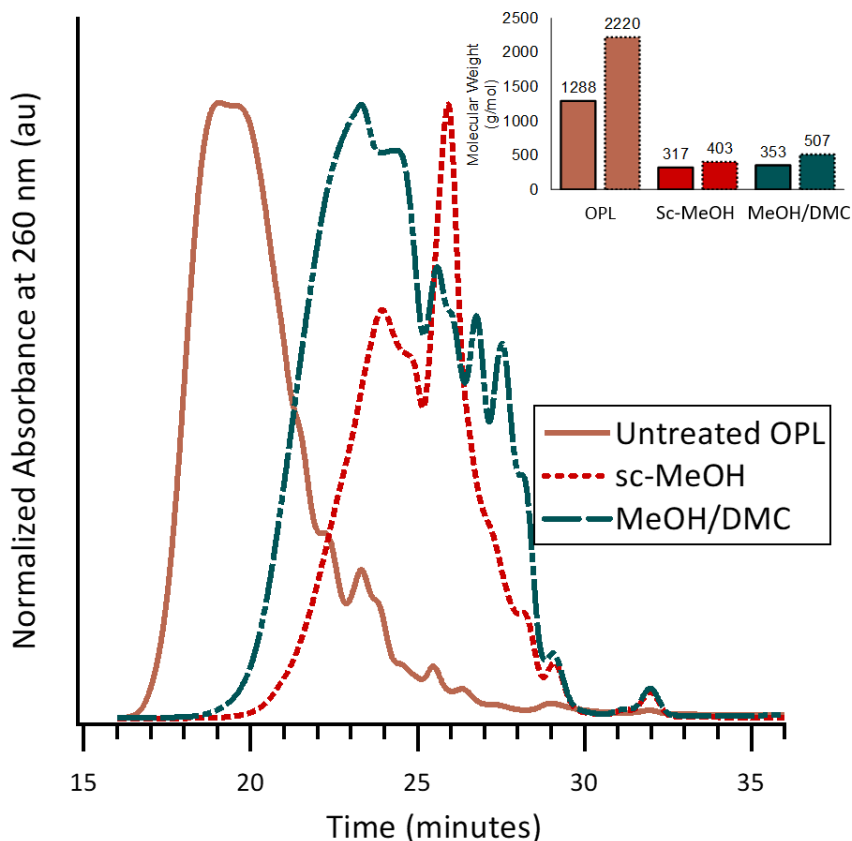 Normalized Absorbance at 260 nm (au)
Molecular Weight
(g/mol)
2500
2000
1500
1000
500
0
1288
2220
317
403
353
507
OPL
Sc-MeOH
MeOH/DMC
Untreated OPL
sc-MeOH
MeOH/DMC
15
20
25
30
35
Time (minutes)